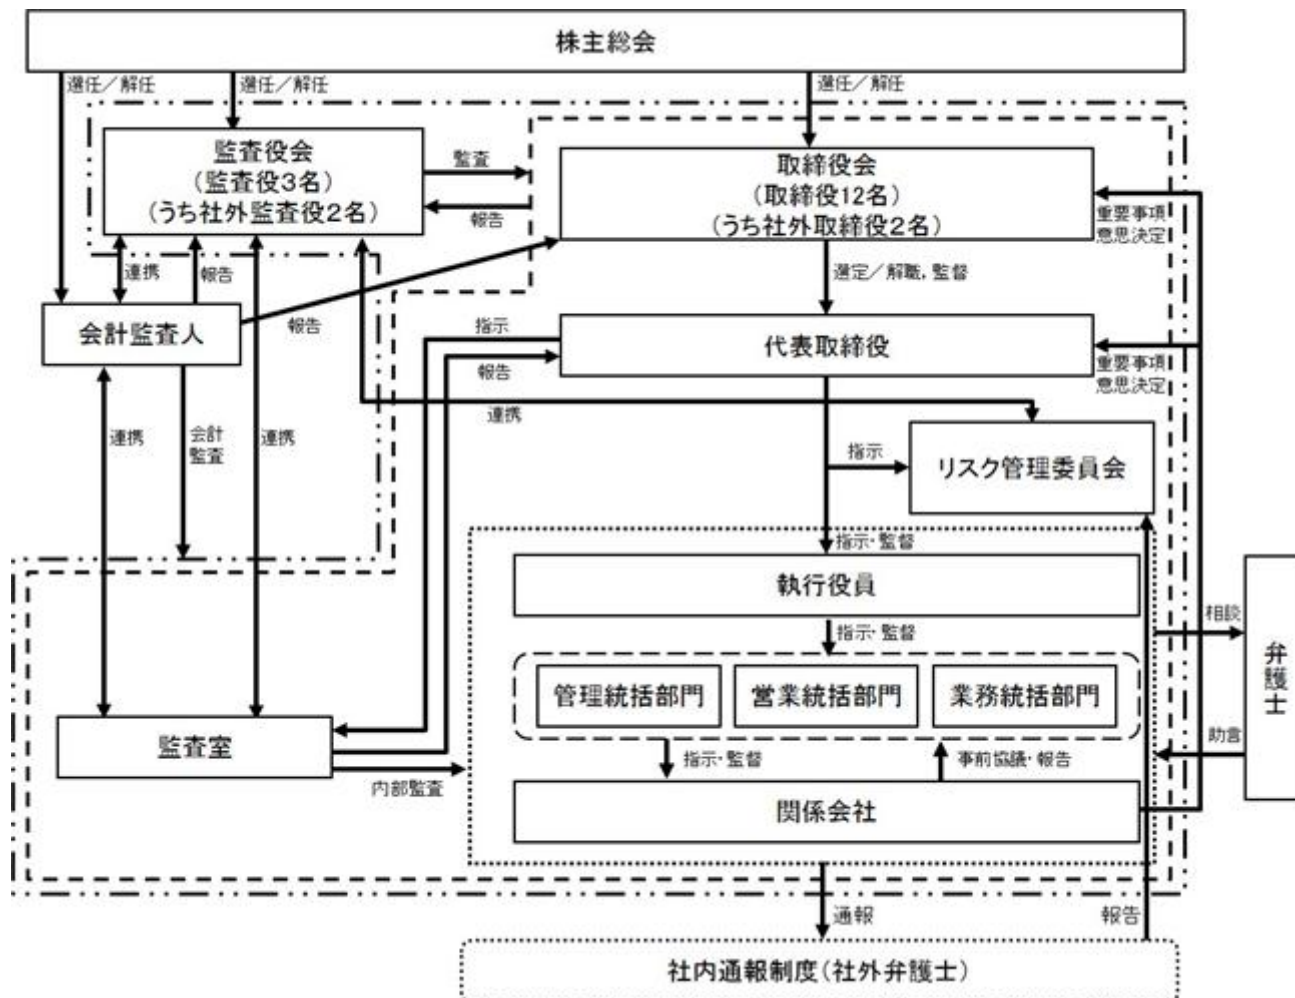 株主総会
選任／解任
選任／解任
選任／解任
監査役会
(監査役3名)
(うち社外監査役2名)
監査
報告
取締役会
(取締役12名)
(うち社外取締役2名)
重要事項
意思決定
連携
報告
選定／解職,監督
会計監査人
報告
指示
報告
代表取締役
重要事項
意思決定
連携
連携
会計
監査
連携
指示
リスク管理委員会
指示・監督
執行役員
指示・監督
相談
弁護士
管理統括部門
営業統括部門
業務統括部門
監査室
指示・監督
事前協議・報告
助言
内部監査
関係会社
通報
報告
社内通報制度(社外弁護士)